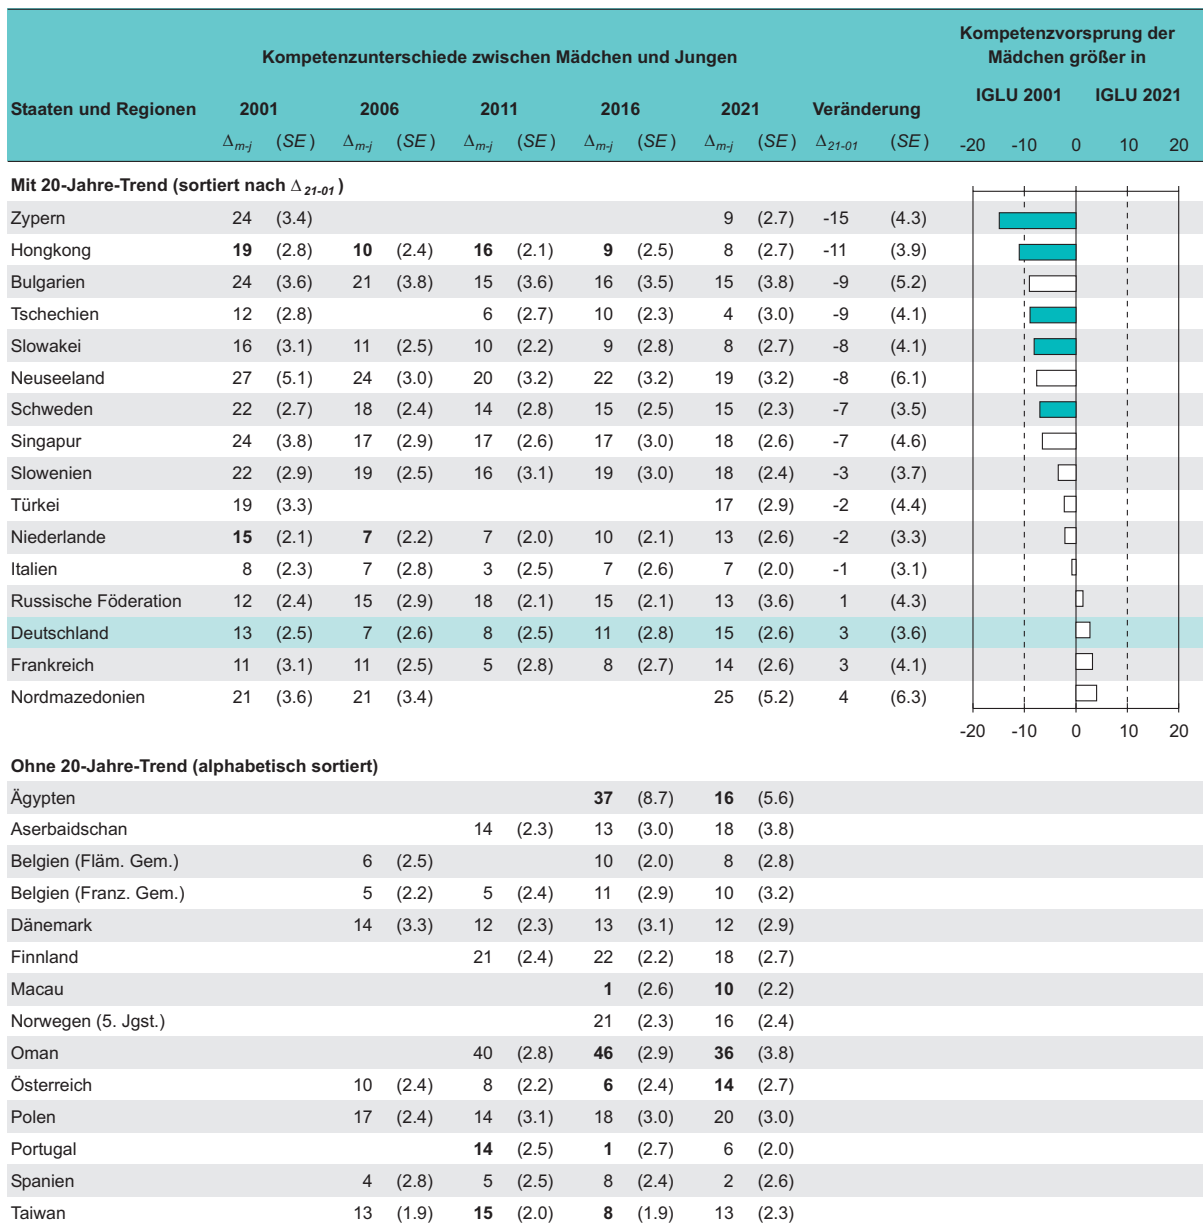 Kompetenzunterschiede zwischen Mädchen und Jungen
Kompetenzvorsprung der
Mädchen größer in
Staaten und Regionen 2001 2006 2011 2016 2021 Veränderung IGLU 2001 IGLU 2021
Δm-j (SE) Δm-j (SE) Δm-j (SE) Δm-j (SE) Δm-j (SE) Δ21-01 (SE) -20 -10 0 10 20
Mit 20-Jahre-Trend (sortiert nach Δ21-01)
Zypern 24 (3.4) 9 (2.7) -15 (4.3)
Hongkong 19 (2.8) 10 (2.4) 16 (2.1) 9 (2.5) 8 (2.7) -11 (3.9)
Bulgarien 24 (3.6) 21 (3.8) 15 (3.6) 16 (3.5) 15 (3.8) -9 (5.2)
Tschechien 12 (2.8) 6 (2.7) 10 (2.3) 4 (3.0) -9 (4.1)
Slowakei 16 (3.1) 11 (2.5) 10 (2.2) 9 (2.8) 8 (2.7) -8 (4.1)
Neuseeland 27 (5.1) 24 (3.0) 20 (3.2) 22 (3.2) 19 (3.2) -8 (6.1)
Schweden 22 (2.7) 18 (2.4) 14 (2.8) 15 (2.5) 15 (2.3) -7 (3.5)
Singapur 24 (3.8) 17 (2.9) 17 (2.6) 17 (3.0) 18 (2.6) -7 (4.6)
Slowenien 22 (2.9) 19 (2.5) 16 (3.1) 19 (3.0) 18 (2.4) -3 (3.7)
Türkei 19 (3.3) 17 (2.9) -2 (4.4)
Niederlande 15 (2.1) 7 (2.2) 7 (2.0) 10 (2.1) 13 (2.6) -2 (3.3)
Italien 8 (2.3) 7 (2.8) 3 (2.5) 7 (2.6) 7 (2.0) -1 (3.1)
Russische Föderation 12 (2.4) 15 (2.9) 18 (2.1) 15 (2.1) 13 (3.6) 1 (4.3)
Deutschland 13 (2.5) 7 (2.6) 8 (2.5) 11 (2.8) 15 (2.6) 3 (3.6)
Frankreich 11 (3.1) 11 (2.5) 5 (2.8) 8 (2.7) 14 (2.6) 3 (4.1)
Nordmazedonien 21 (3.6) 21 (3.4) 25 (5.2) 4 (6.3)
-20 -10 0 10 20
Ohne 20-Jahre-Trend (alphabetisch sortiert)
Ägypten 37 (8.7) 16 (5.6)
Aserbaidschan 14 (2.3) 13 (3.0) 18 (3.8)
Belgien (Fläm. Gem.) 6 (2.5) 10 (2.0) 8 (2.8)
Belgien (Franz. Gem.) 5 (2.2) 5 (2.4) 11 (2.9) 10 (3.2)
Dänemark 14 (3.3) 12 (2.3) 13 (3.1) 12 (2.9)
Finnland 21 (2.4) 22 (2.2) 18 (2.7)
Macau 1 (2.6) 10 (2.2)
Norwegen (5. Jgst.) 21 (2.3) 16 (2.4)
Oman 40 (2.8) 46 (2.9) 36 (3.8)
Österreich 10 (2.4) 8 (2.2) 6 (2.4) 14 (2.7)
Polen 17 (2.4) 14 (3.1) 18 (3.0) 20 (3.0)
Portugal 14 (2.5) 1 (2.7) 6 (2.0)
Spanien 4 (2.8) 5 (2.5) 8 (2.4) 2 (2.6)
Taiwan 13 (1.9) 15 (2.0) 8 (1.9) 13 (2.3)